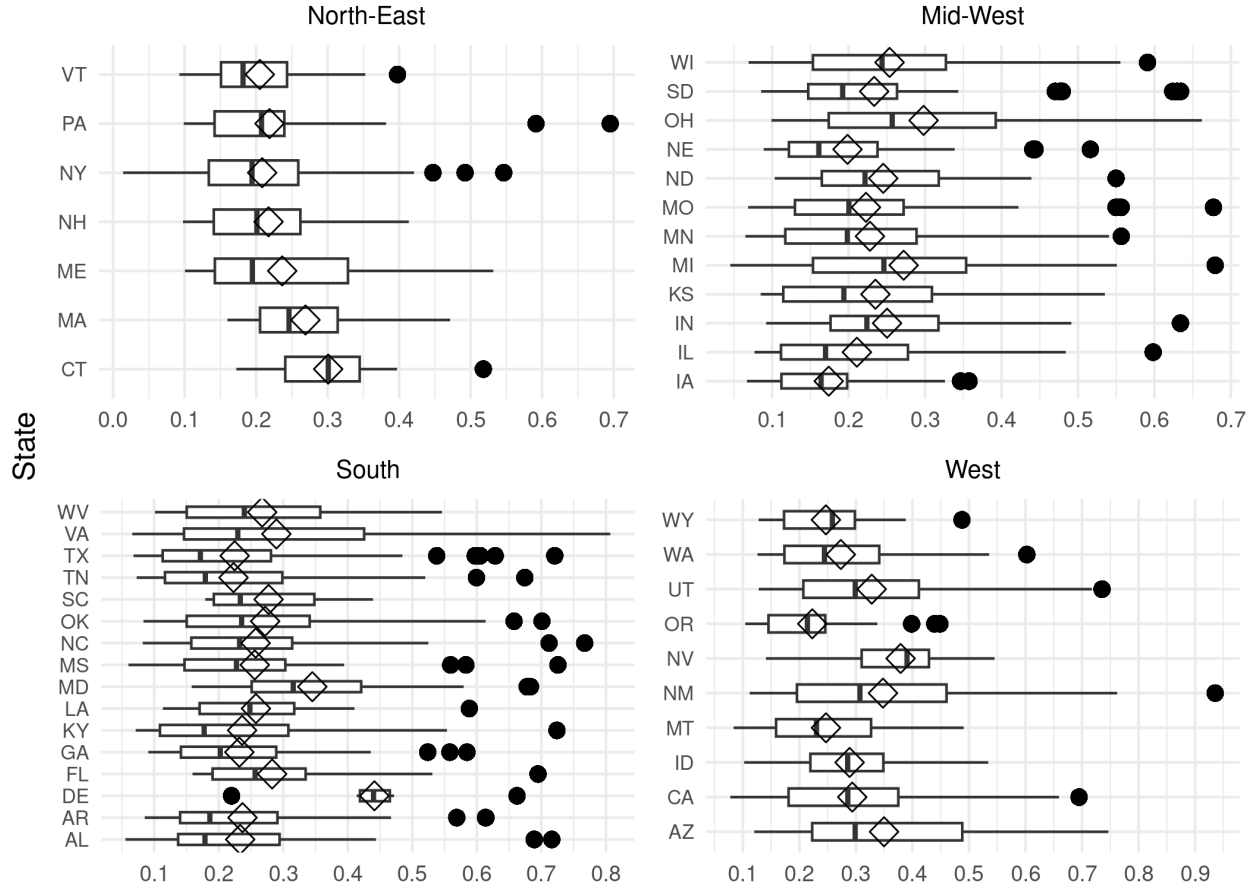 North-East
VT
PA
NY
NH
ME
MA
CT
0.0 0.1 0.2 0.3 0.4 0.5 0.6 0.7
Mid-West
WI
SD
OH
NE
ND
MO
MN
MI
KS
IN
IL
IA
0.1 0.2 0.3 0.4 0.5 0.6 0.7
State
South
WV
VA
TX
TN
SC
OK
NC
MS
MD
LA
KY
GA
FL
DE
AR
AL
0.1 0.2 0.3 0.4 0.5 0.6 0.7 0.8
West
WY
WA
UT
OR
NV
NM
MT
ID
CA
AZ
0.1 0.2 0.3 0.4 0.5 0.6 0.7 0.8 0.9